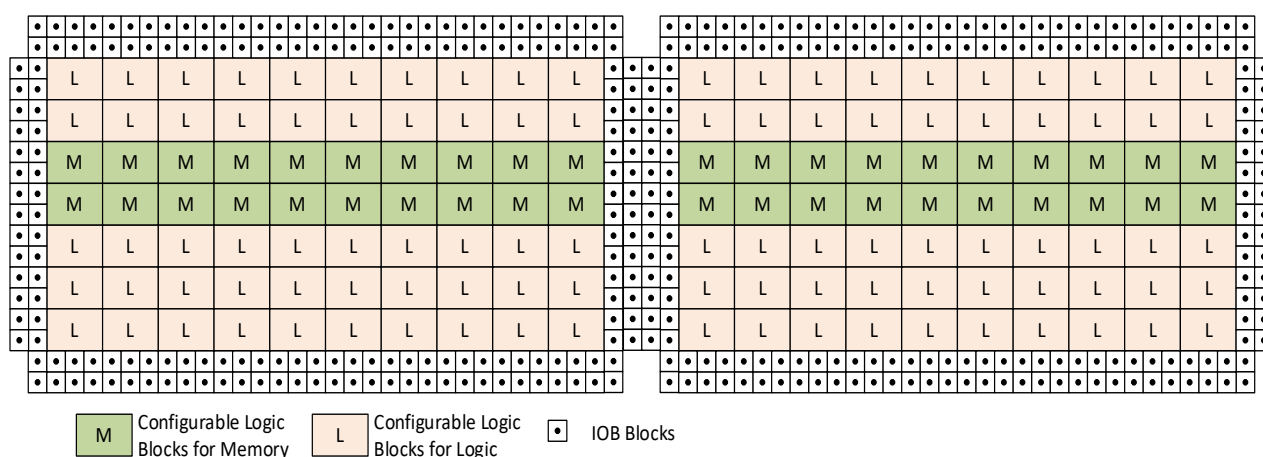 L L L L L L L L L L L L L L L L L L L L
L L L L L L L L L L L L L L L L L L L L
M M M M M M M M M M M M M M M M M M M M
M M M M M M M M M M M M M M M M M M M M
L L L L L L L L L L L L L L L L L L L L
L L L L L L L L L L L L L L L L L L L L
L L L L L L L L L L L L L L L L L L L L
M Configurable Logic Blocks for Memory
L Configurable Logic Blocks for Logic
IOB Blocks